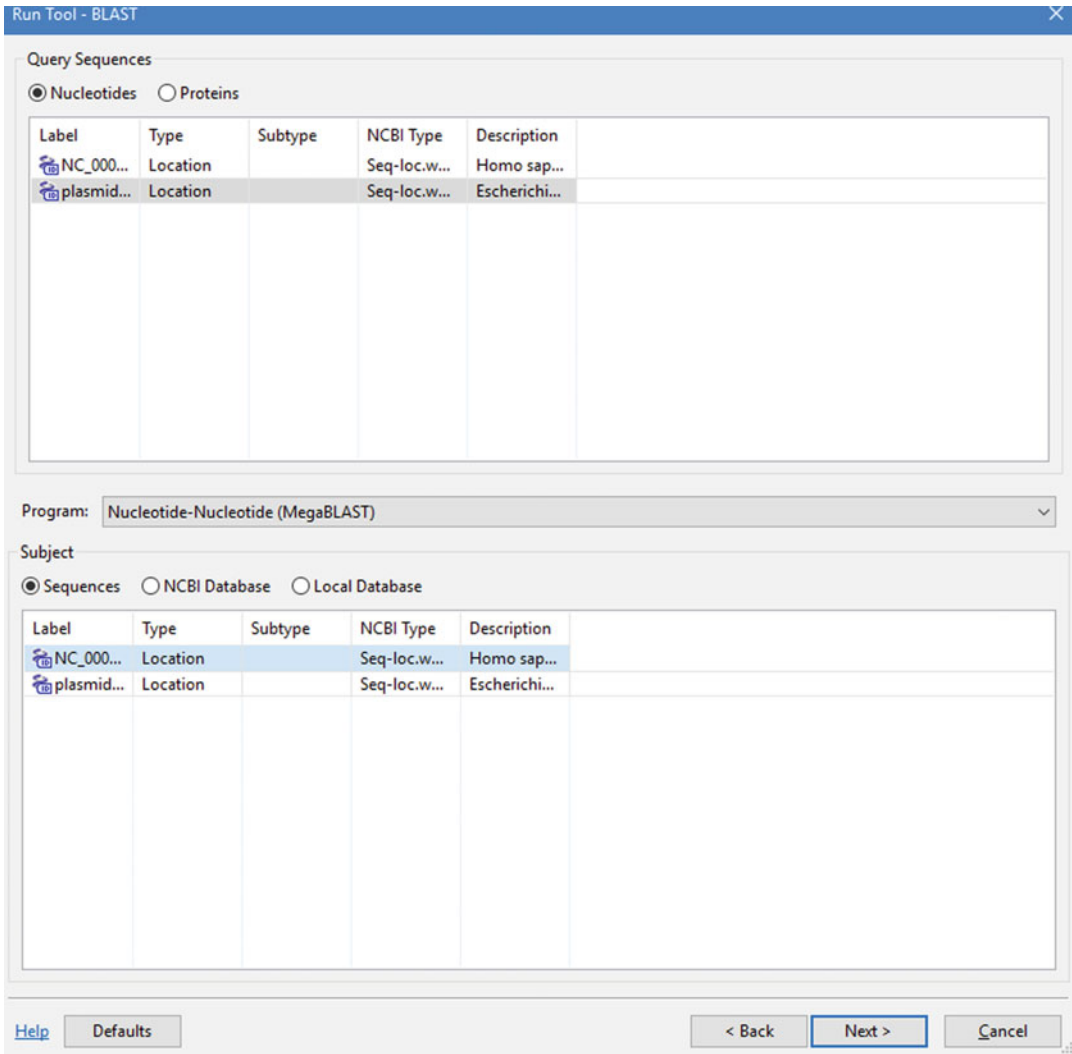 Run Tool - BLAST
Query Sequences
Nucleotides Proteins
Label Type Subtype NCBI Type Description
NC_000... Location Seq-loc.w... Homo sap...
plasmid... Location Seq-loc.w... Escherichi...
Program: Nucleotide-Nucleotide (MegaBLAST)
Subject
Sequences NCBI Database Local Database
Label Type Subtype NCBI Type Description
NC_000... Location Seq-loc.w... Homo sap...
plasmid... Location Seq-loc.w... Escherichi...
Help Defaults < Back Next > Cancel